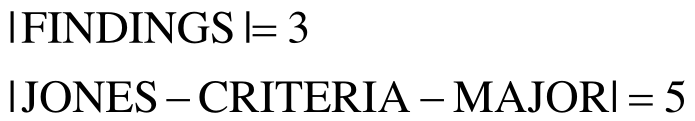 |FINDINGS|= 3
|JONES – CRITERIA – MAJOR| = 5